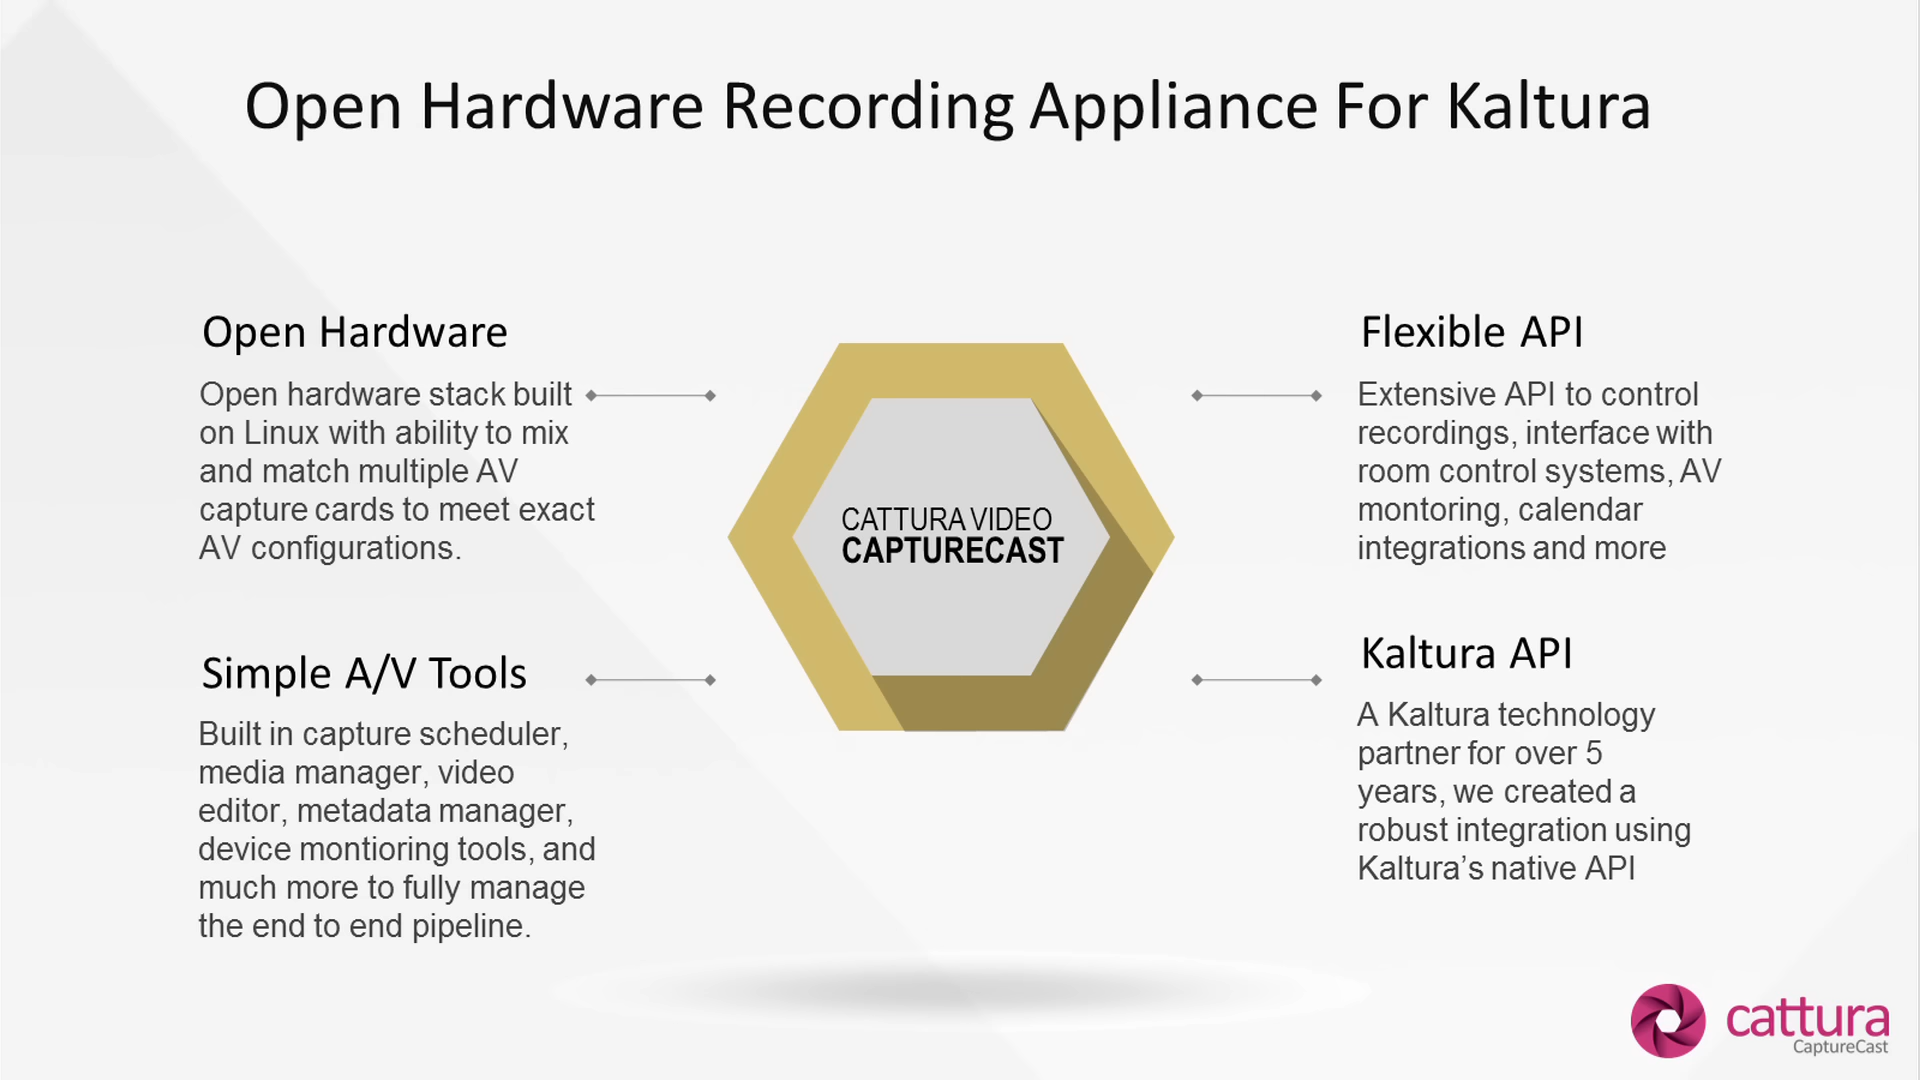 Open Hardware Recording Appliance For Kaltura
Open Hardware
Open hardware stack built
on Linux with ability to mix
and match multiple AV
capture cards to meet exact
AV configurations.
Simple A/V Tools
Built in capture scheduler,
media manager, video
editor, metadata manager,
device montioring tools, and
much more to fully manage
the end to end pipeline.
CATTURA VIDEO
CAPTURECAST
Flexible API
Extensive API to control
recordings, interface with
room control systems, AV
montoring, calendar
integrations and more
Kaltura API
A Kaltura technology
partner for over 5
years, we created a
robust integration using
Kaltura’s native API
cattura
CaptureCast